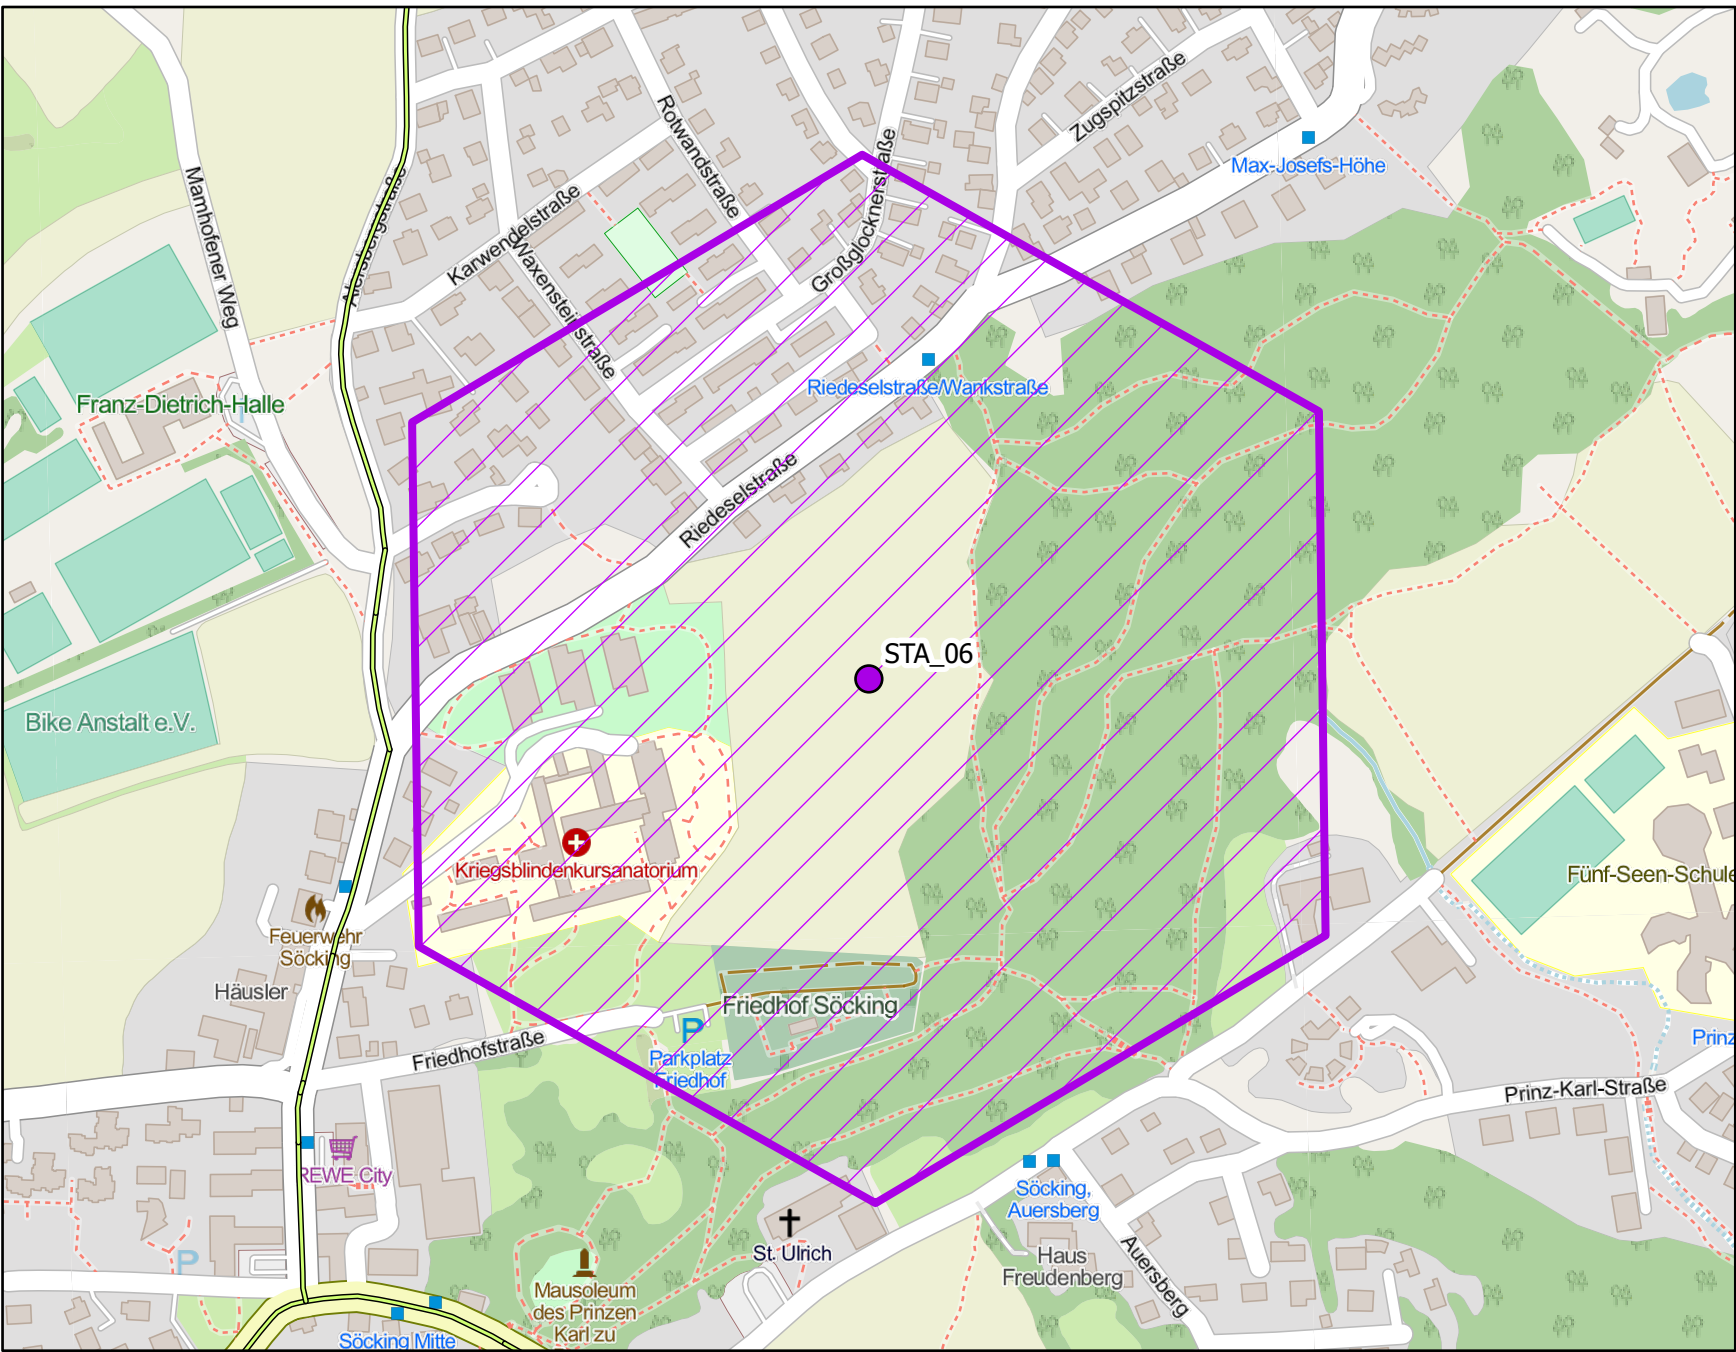 Zugspitzstraße
Rotwandstraße
Max-Josefs-Höhe
Großglocknerstraße
Mamhofener Weg
Alersbergstraße
Karwendelstraße
Waxensteinstraße
Riedeselstraße/Wankstraße
Franz-Dietrich-Halle
Riedeselstraße
STA_06
Bike Anstalt e.V.
Kriegsblindenkursanatorium
Fünf-Seen-Schule
Feuerwehr
Söcking
Häusler
Friedhof Söcking
Friedhofstraße
P
Parkplatz
Friedhof
Prinz
Prinz-Karl-Straße
REWE City
Söcking,
Auersberg
St. Ulrich
Haus
Freudenberg
Auersberg
P
Mausoleum
des Prinzen
Karl zu
Söcking Mitte